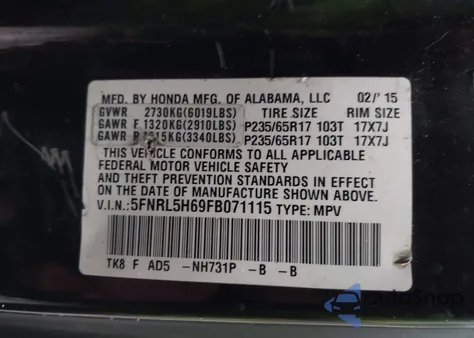 MFD. BY HONDA MFG. OF ALABAMA, LLC 02/'15
GVWR 2730KG(6019LBS) TIRE SIZE RIM SIZE
GAWR F 1320KG(2910LBS) P235/65R17 103T 17X7J
GAWR R 1515KG(3340LBS) P235/65R17 103T 17X7J
THIS VEHICLE CONFORMS TO ALL APPLICABLE
FEDERAL MOTOR VEHICLE SAFETY
AND THEFT PREVENTION STANDARDS IN EFFECT
ON THE DATE OF MANUFACTURE SHOWN ABOVE.
V.I.N.:5FNRL5H69FB071115 TYPE: MPV
TK8 F AD5 -NH731P -B -B
AutoSnap